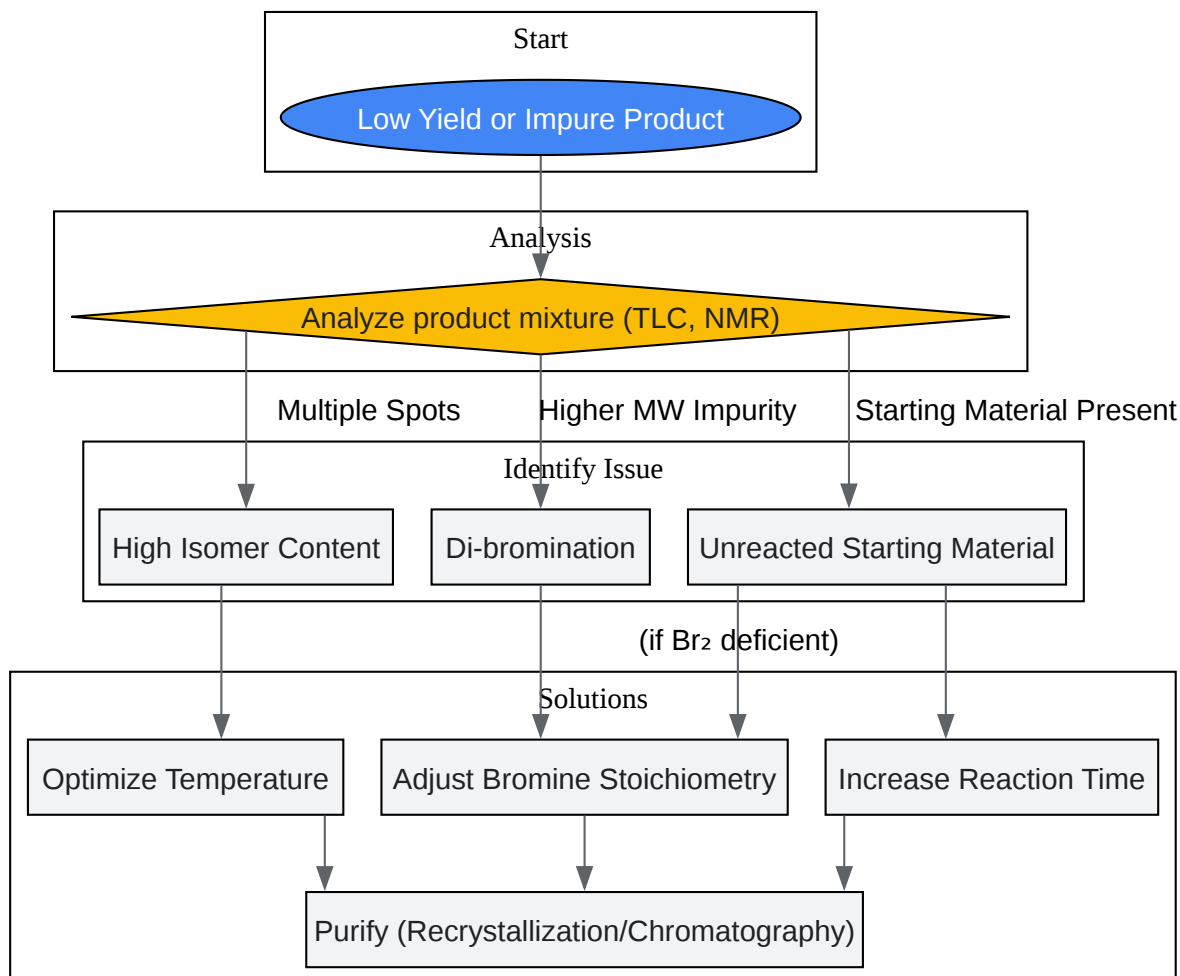 Start
Low Yield or Impure Product
Analysis
Analyze product mixture (TLC, NMR)
Multiple Spots
Higher MW Impurity
Starting Material Present
Identify Issue
High Isomer Content
Di-bromination
Unreacted Starting Material
(if Br₂ deficient)
Solutions
Optimize Temperature
Adjust Bromine Stoichiometry
Increase Reaction Time
Purify (Recrystallization/Chromatography)